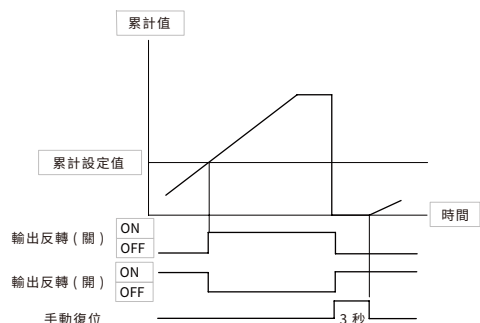 累計值
累計設定值
時間
輸出反轉 ( 關 )
ON
OFF
輸出反轉 ( 開 )
ON
OFF
手動復位
3 秒